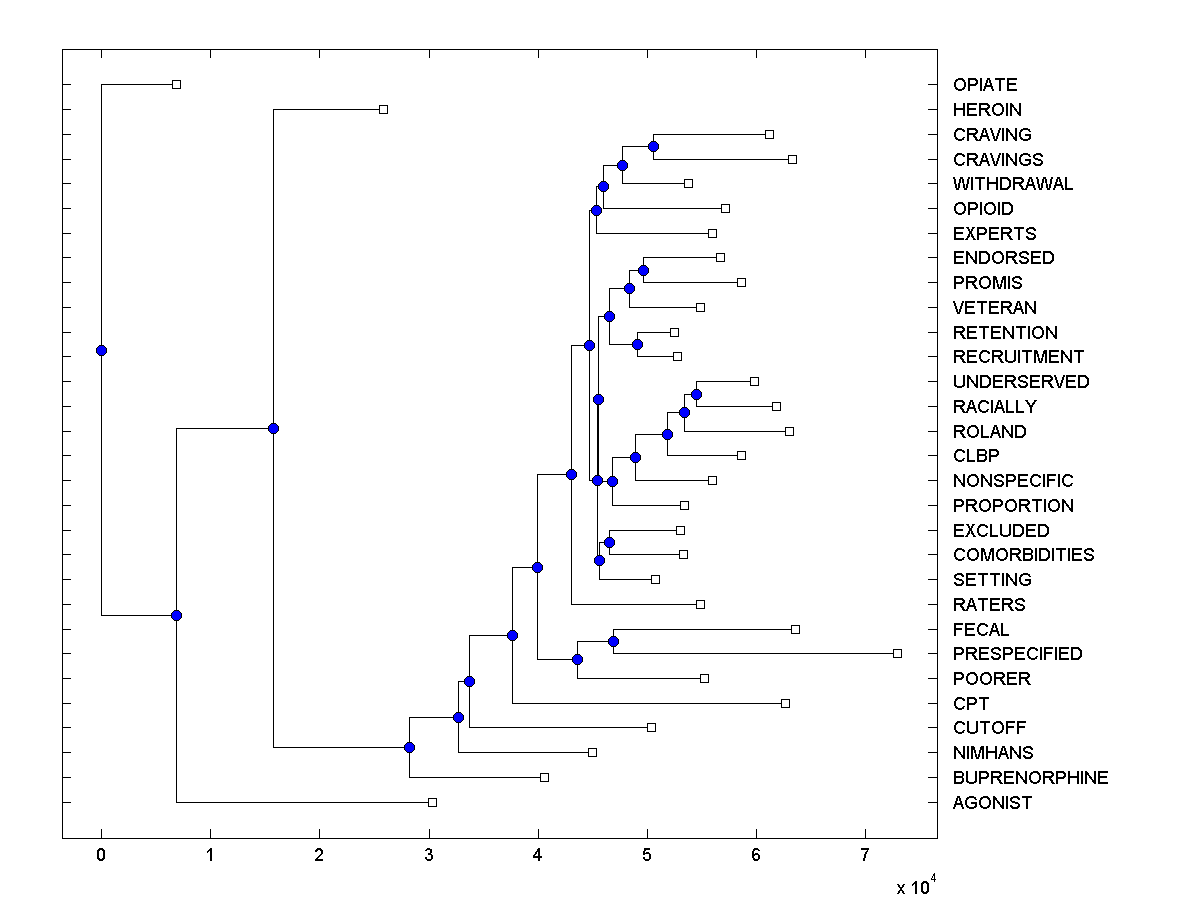 OPIATE
HEROIN
CRAVING
CRAVINGS
WITHDRAWAL
OPIOID
EXPERTS
ENDORSED
PROMIS
VETERAN
RETENTION
RECRUITMENT
UNDERSERVED
RACIALLY
ROLAND
CLBP
NONSPECIFIC
PROPORTION
EXCLUDED
COMORBIDITIES
SETTING
RATERS
FECAL
PRESPECIFIED
POORER
CPT
CUTOFF
NIMHANS
BUPRENORPHINE
AGONIST
0 1 2 3 4 5 6 7
x 10^4